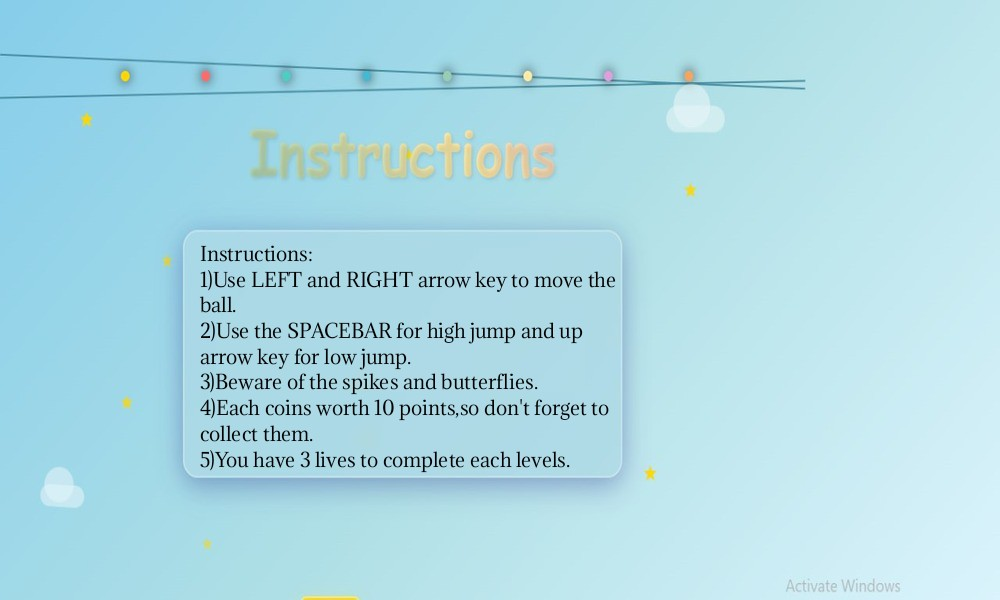 Instructions
Instructions:
1)Use LEFT and RIGHT arrow key to move the
ball.
2)Use the SPACEBAR for high jump and up
arrow key for low jump.
3)Beware of the spikes and butterflies.
4)Each coins worth 10 points,so don't forget to
collect them.
5)You have 3 lives to complete each levels.
Activate Windows